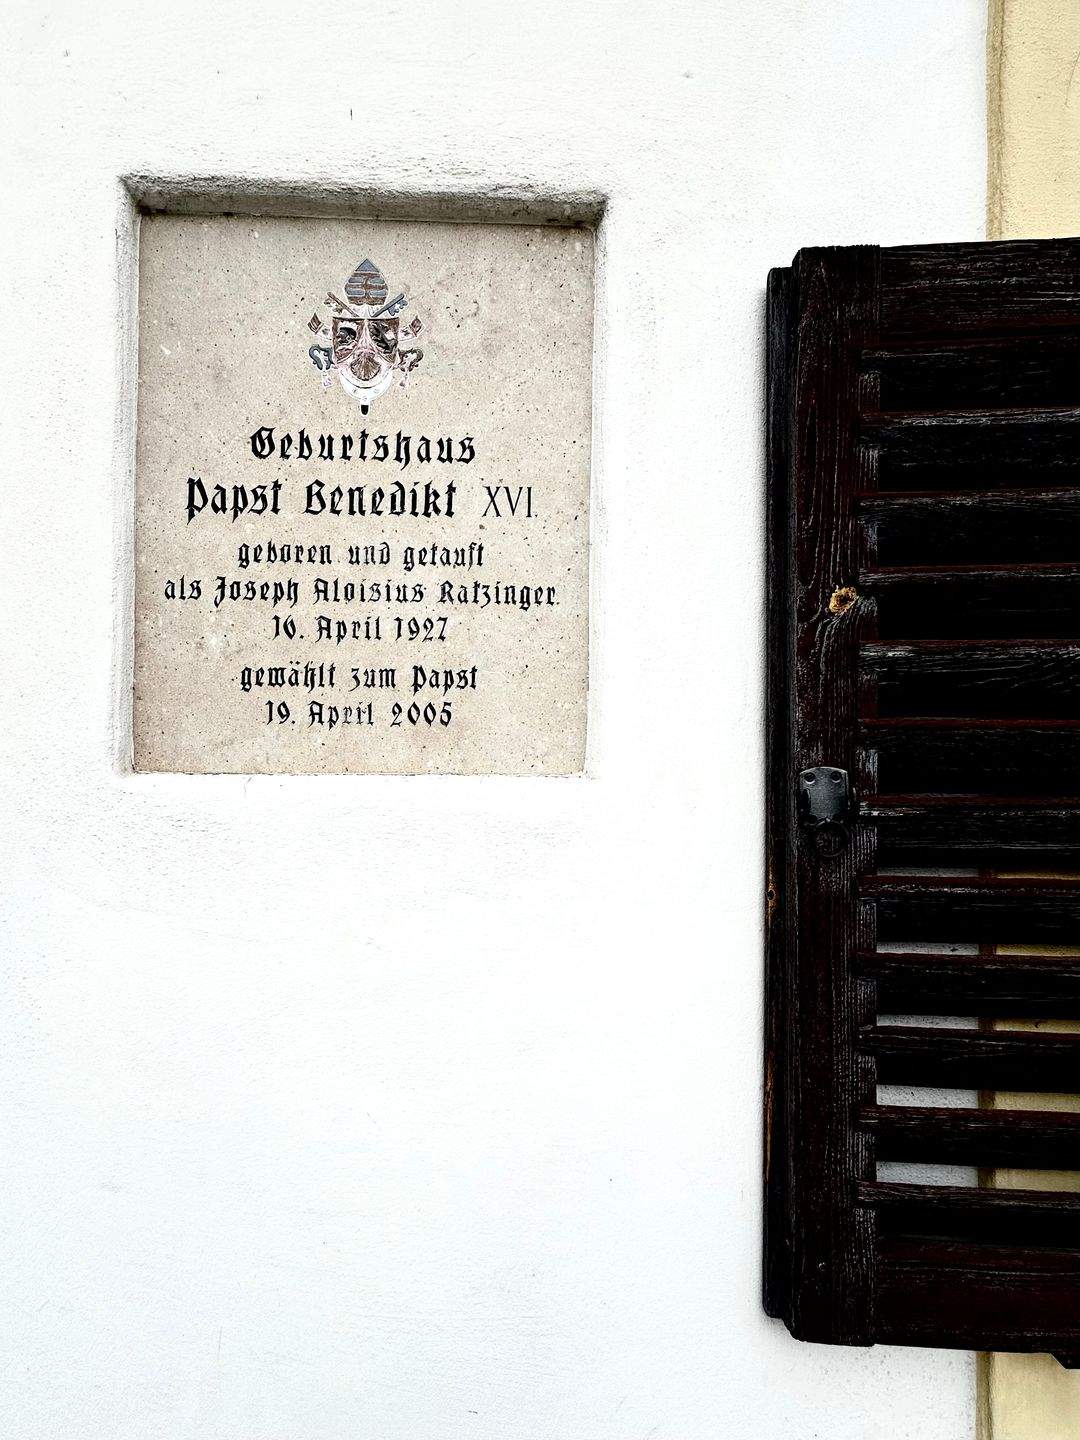 Geburtshaus
Papst Benedikt XVI.
geboren und getauft
als Joseph Aloisius Ratzinger
16. April 1927
gewählt zum Papst
19. April 2005